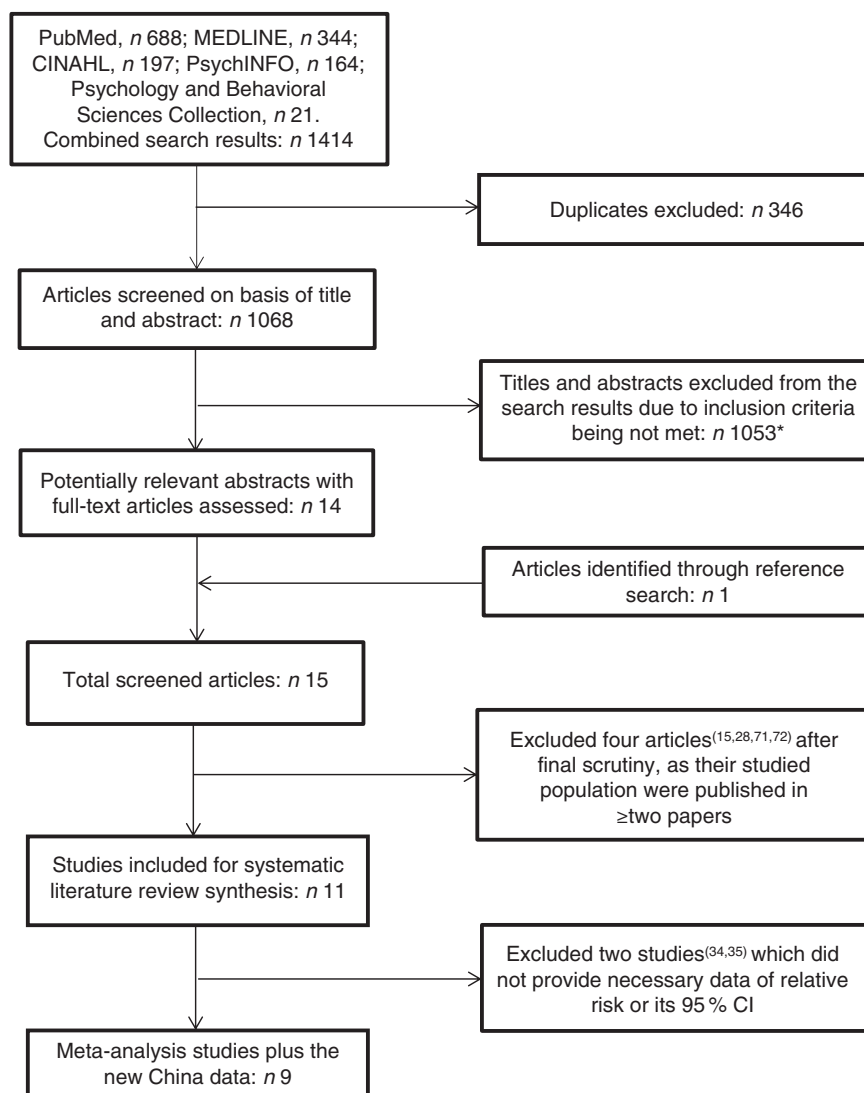 PubMed, n 688; MEDLINE, n 344;
CINAHL, n 197; PsychINFO, n 164;
Psychology and Behavioral
Sciences Collection, n 21.
Combined search results: n 1414
Duplicates excluded: n 346
Articles screened on basis of title
and abstract: n 1068
Titles and abstracts excluded from the
search results due to inclusion criteria
being not met: n 1053*
Potentially relevant abstracts with
full-text articles assessed: n 14
Articles identified through reference
search: n 1
Total screened articles: n 15
Excluded four articles(15,28,71,72) after
final scrutiny, as their studied
population were published in
≥two papers
Studies included for systematic
literature review synthesis: n 11
Excluded two studies(34,35) which did
not provide necessary data of relative
risk or its 95 % CI
Meta-analysis studies plus the
new China data: n 9